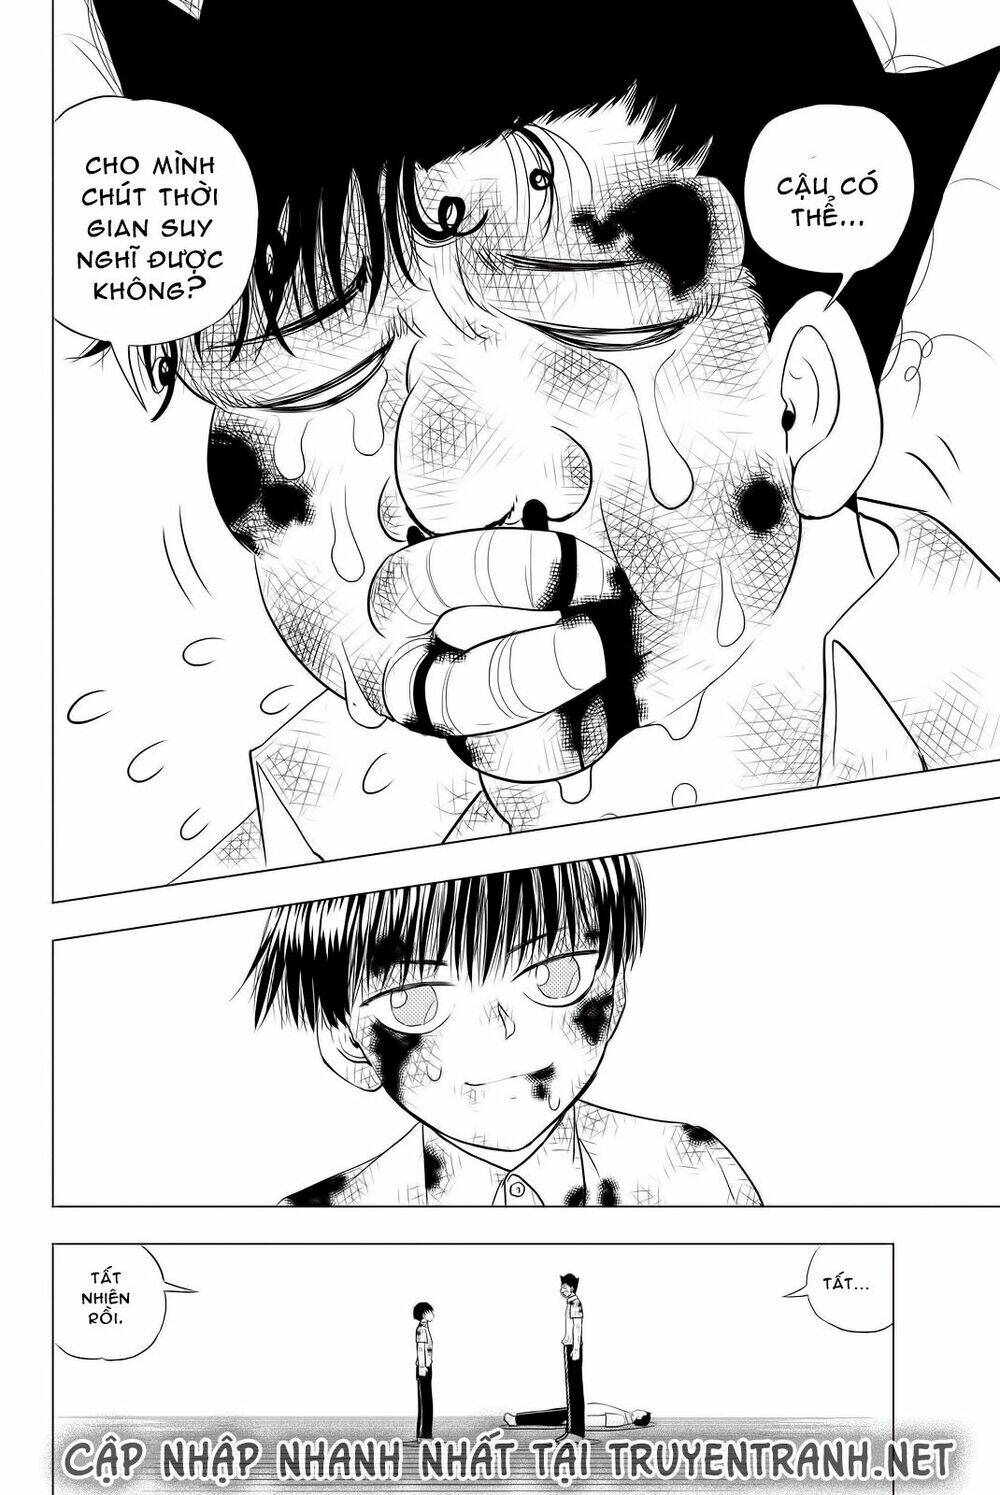 CẬU CÓ
THỂ...
CHO MÌNH
CHÚT THỜI
GIAN SUY
NGHĨ ĐƯỢC
KHÔNG?
TẤT...
TẤT
NHIÊN
RỒI.
CẬP NHẬP NHANH NHẤT TẠI TRUYENTRANH.NET